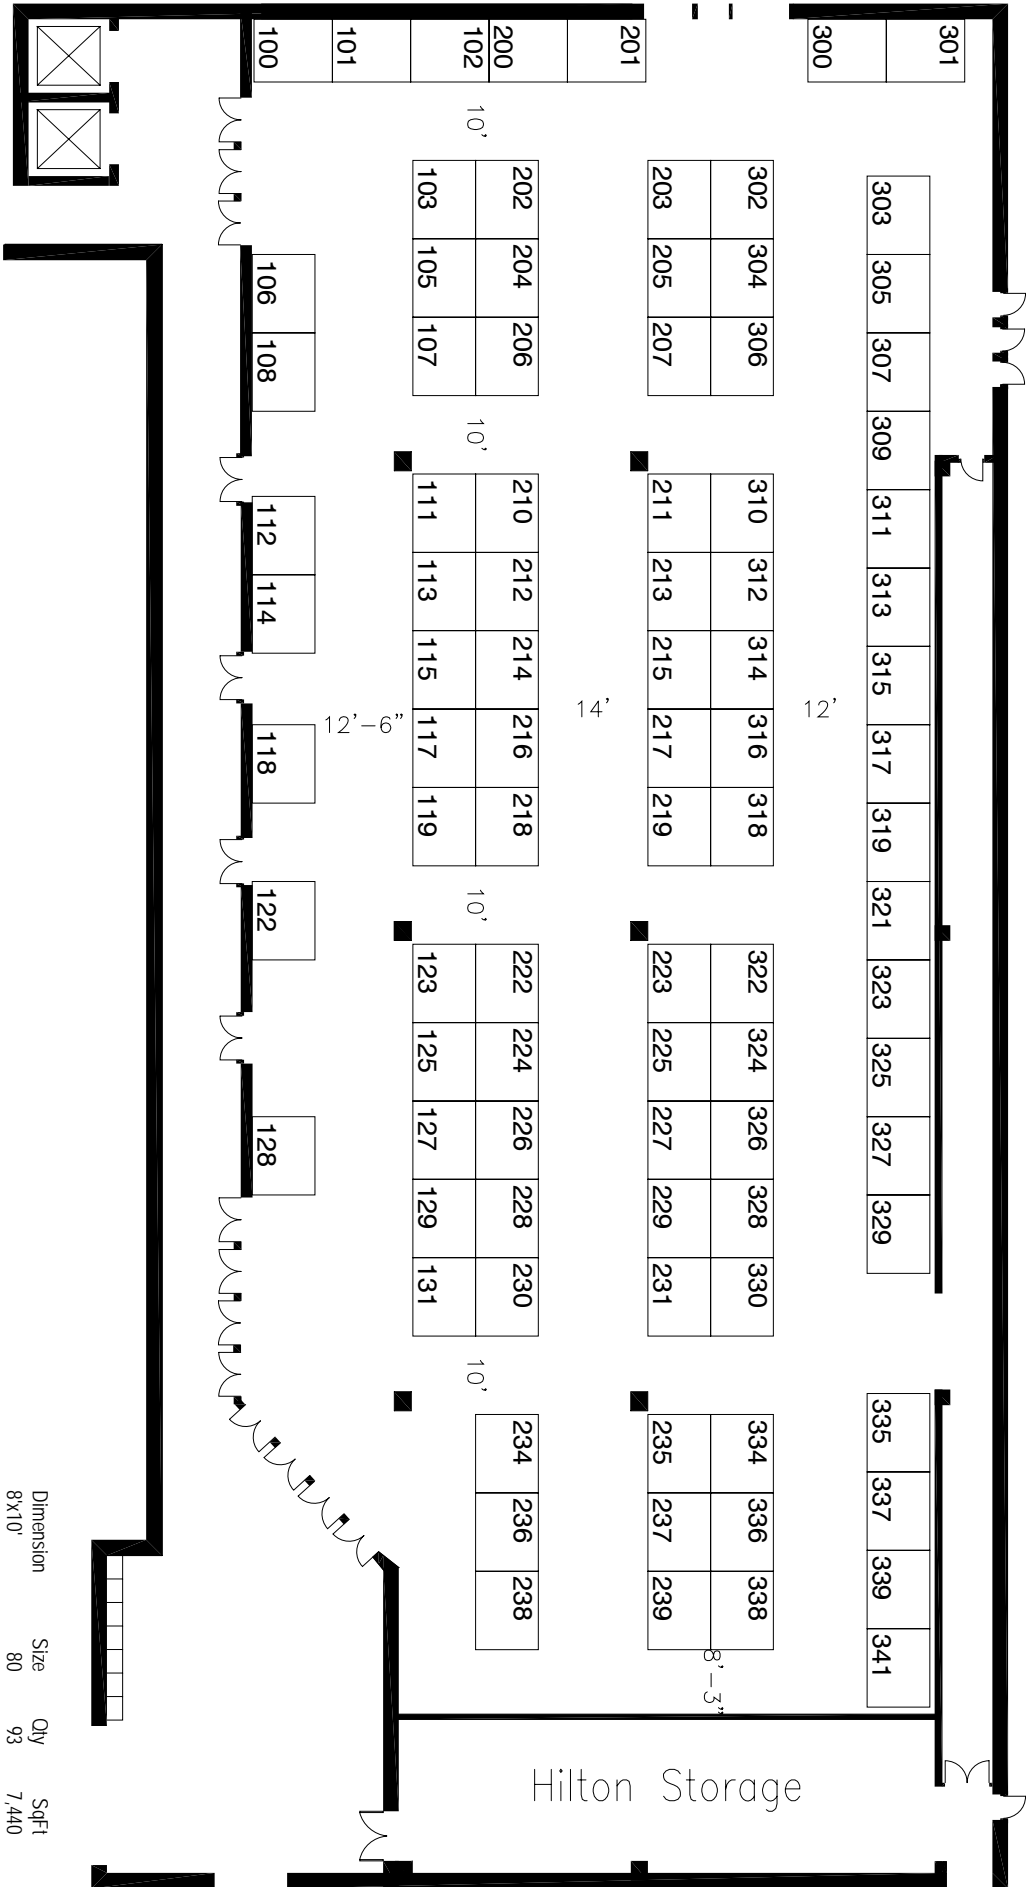 100 101 102 200 201 300 301
10'
103 202 203 302 303
105 204 205 304 305
106
107 206 207 306 307
108
10' 309
111 210 211 310 311
112
113 212 213 312 313
114
115 214 215 314 315
12'-6" 14' 12'
117 216 217 316 317
118
119 218 219 318 319
122 10' 321
123 222 223 322 323
125 224 225 324 325
127 226 227 326 327
128
129 228 229 328 329
131 230 231 330
10'
234 235 334 335
236 237 336 337
238 239 338 339
8'-3" 341
Hilton Storage
Dimension Size Qty SqFt
8'x10' 80 93 7,440